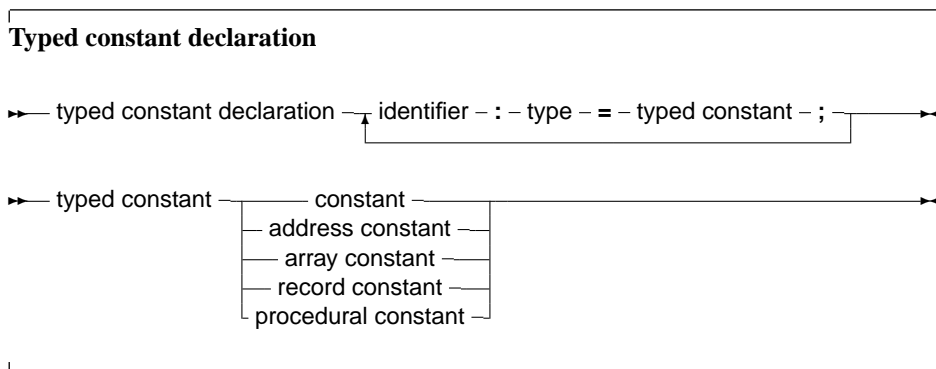 Typed constant declaration
typed constant declaration identifier : type = typed constant ;
typed constant constant
address constant
array constant
record constant
procedural constant